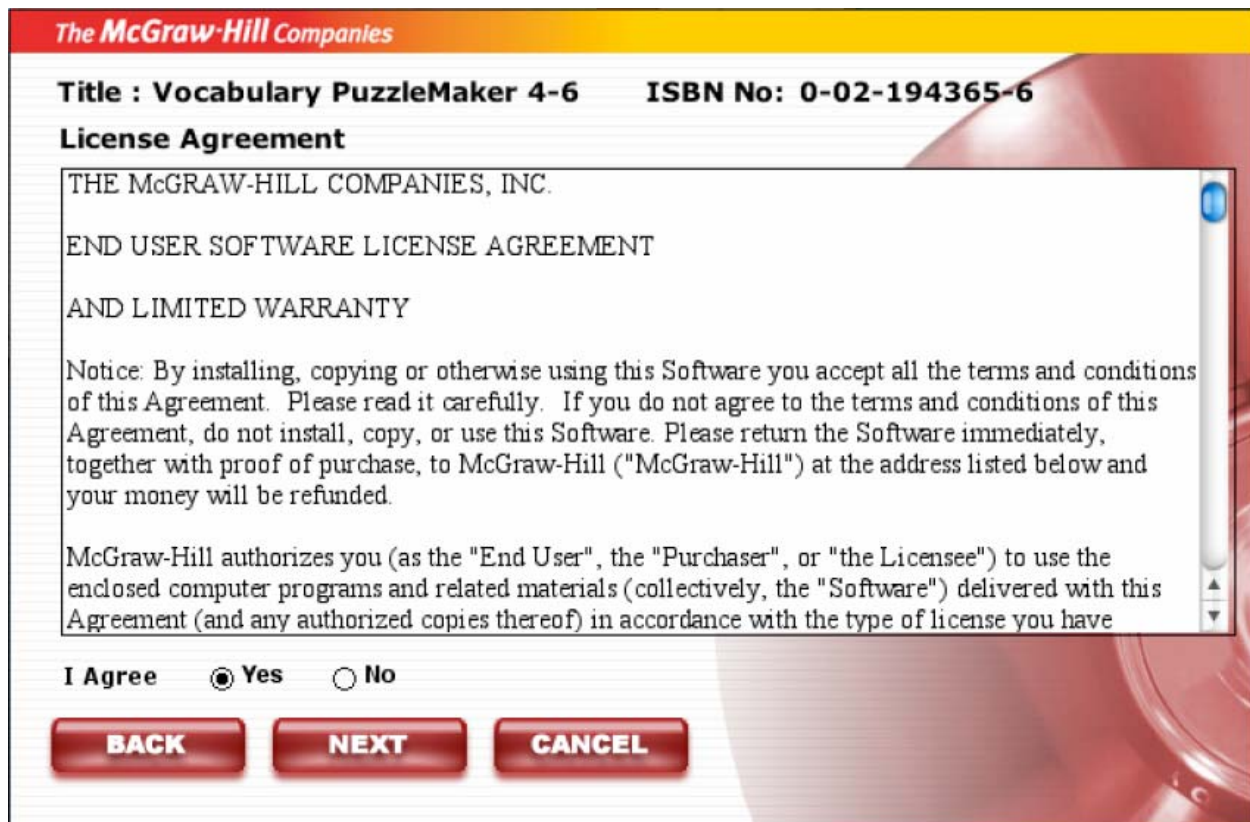 The McGraw-Hill Companies
Title : Vocabulary PuzzleMaker 4-6 ISBN No: 0-02-194365-6
License Agreement
THE McGRAW-HILL COMPANIES, INC.
END USER SOFTWARE LICENSE AGREEMENT
AND LIMITED WARRANTY
Notice: By installing, copying or otherwise using this Software you accept all the terms and conditions
of this Agreement. Please read it carefully. If you do not agree to the terms and conditions of this
Agreement, do not install, copy, or use this Software. Please return the Software immediately,
together with proof of purchase, to McGraw-Hill ("McGraw-Hill") at the address listed below and
your money will be refunded.
McGraw-Hill authorizes you (as the "End User", the "Purchaser", or "the Licensee") to use the
enclosed computer programs and related materials (collectively, the "Software") delivered with this
Agreement (and any authorized copies thereof) in accordance with the type of license you have
I Agree Yes No
BACK NEXT CANCEL